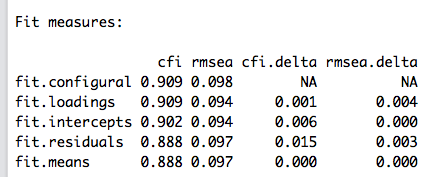 Fit measures:
cfi rmsea cfi.delta rmsea.delta
fit.configural 0.909 0.098 NA NA
fit.loadings 0.909 0.094 0.001 0.004
fit.intercepts 0.902 0.094 0.006 0.000
fit.residuals 0.888 0.097 0.015 0.003
fit.means 0.888 0.097 0.000 0.000